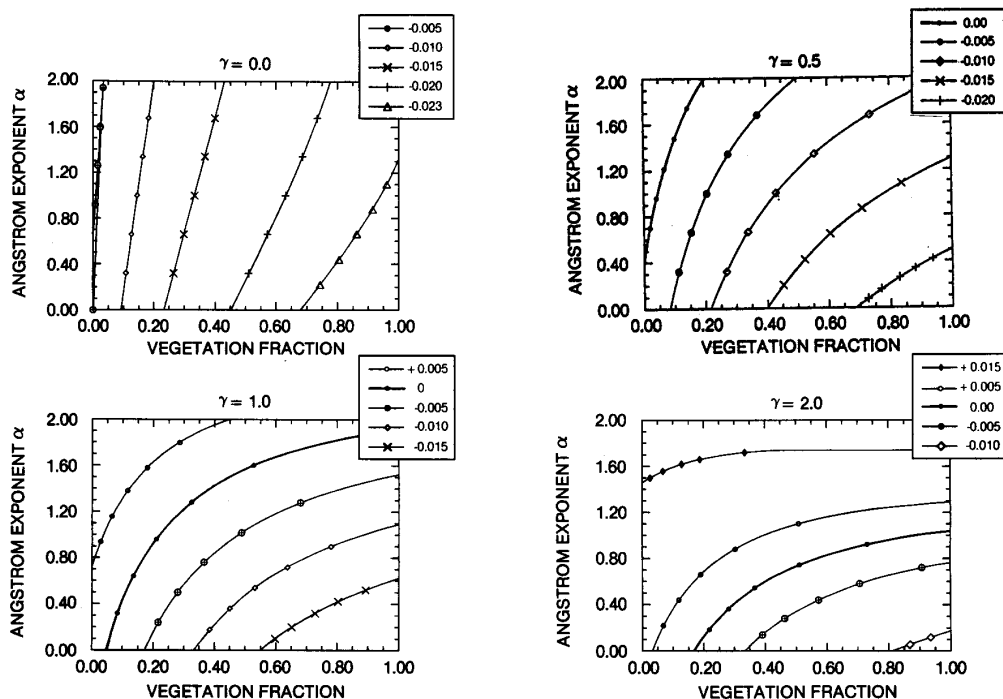 -0.005
-0.010
-0.015
-0.020
-0.023
γ = 0.0
ANGSTROM EXPONENT α
2.00
1.60
1.20
0.80
0.40
0.00
0.00 0.20 0.40 0.60 0.80 1.00
VEGETATION FRACTION
0.00
-0.005
-0.010
-0.015
-0.020
γ = 0.5
ANGSTROM EXPONENT α
2.00
1.60
1.20
0.80
0.40
0.00
0.00 0.20 0.40 0.60 0.80 1.00
VEGETATION FRACTION
+ 0.005
0
-0.005
-0.010
-0.015
γ = 1.0
ANGSTROM EXPONENT α
2.00
1.60
1.20
0.80
0.40
0.00
0.00 0.20 0.40 0.60 0.80 1.00
VEGETATION FRACTION
+ 0.015
+ 0.005
0.00
-0.005
-0.010
γ = 2.0
ANGSTROM EXPONENT α
2.00
1.60
1.20
0.80
0.40
0.00
0.00 0.20 0.40 0.60 0.80 1.00
VEGETATION FRACTION